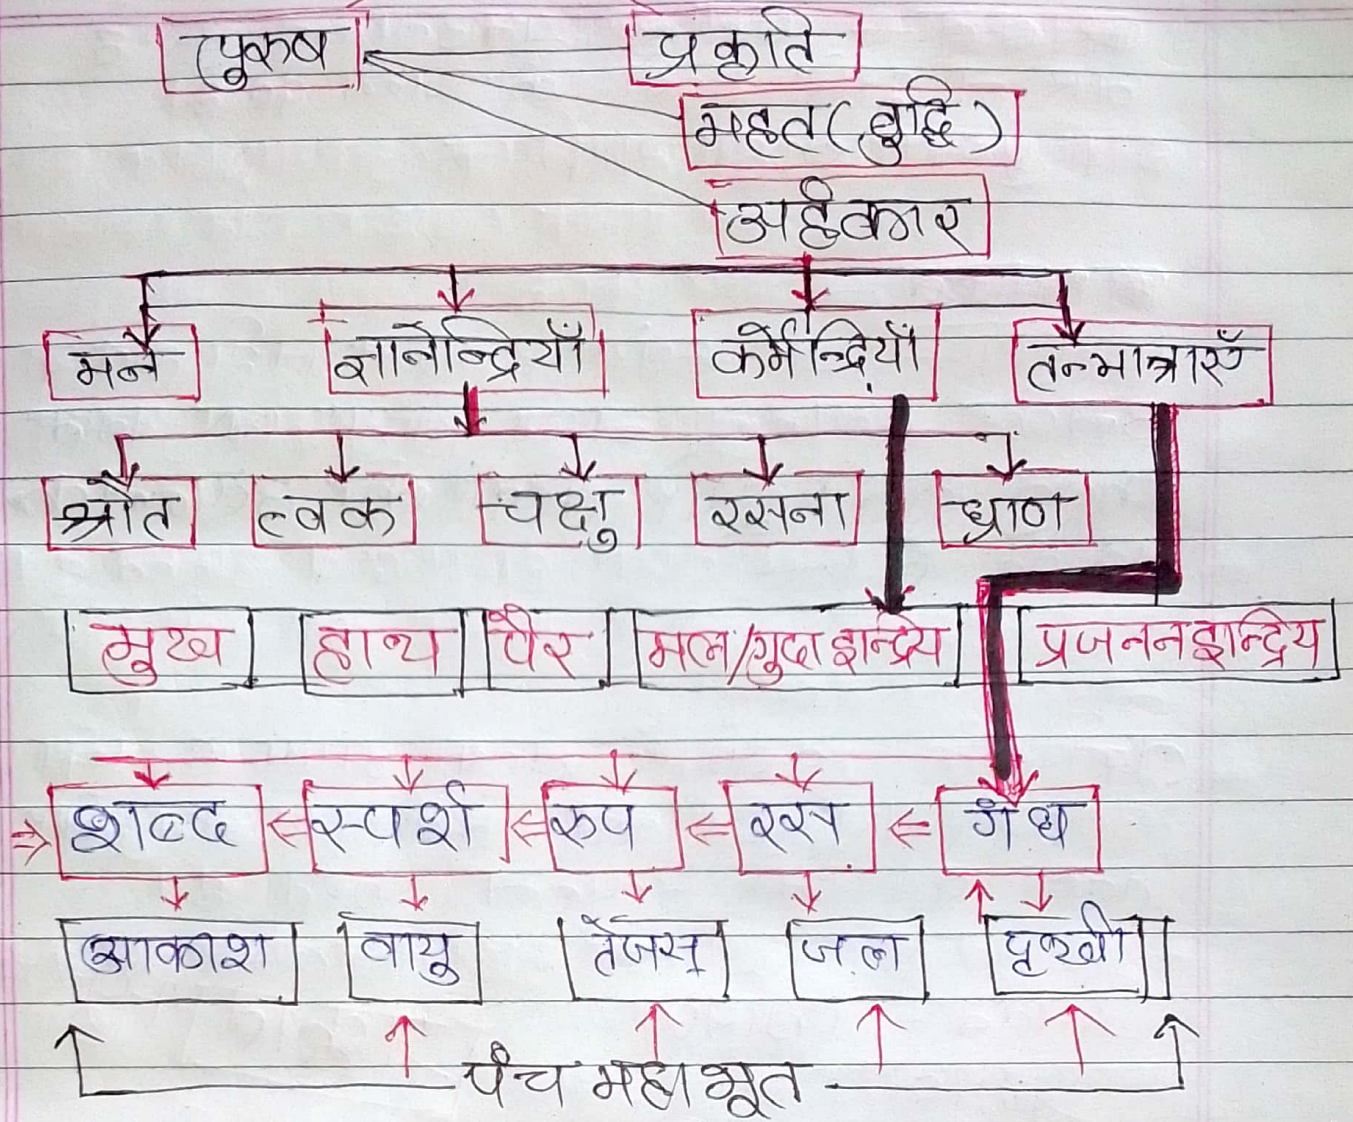 पुरुष प्रकृति
महत (बुद्धि)
अहंकार
मन ज्ञानेन्द्रियाँ कर्मेन्द्रियाँ तन्मात्राएँ
श्रोत त्वक चक्षु रसना घ्राण
मुख हाथ पैर मल/गुदा इन्द्रिय प्रजनन इन्द्रिय
शब्द स्पर्श रुप रस गंध
आकाश वायु तेजस् जल पृथ्वी
पंच महाभूत